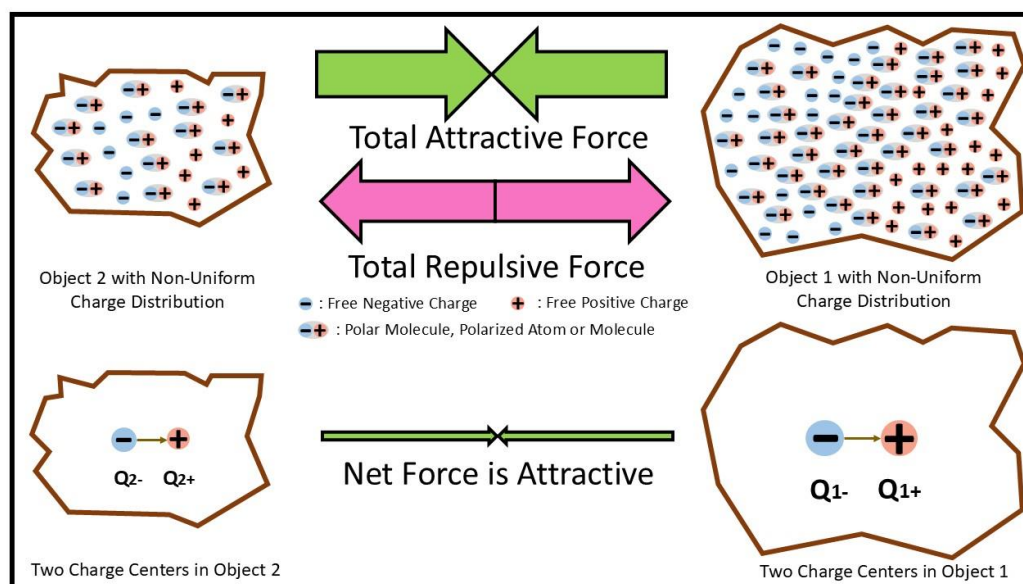 Total Attractive Force
Total Repulsive Force
Object 2 with Non-Uniform
Charge Distribution
Object 1 with Non-Uniform
Charge Distribution
- : Free Negative Charge + : Free Positive Charge
-+ : Polar Molecule, Polarized Atom or Molecule
- +
Q2- Q2+
Net Force is Attractive
- +
Q1- Q1+
Two Charge Centers in Object 2
Two Charge Centers in Object 1